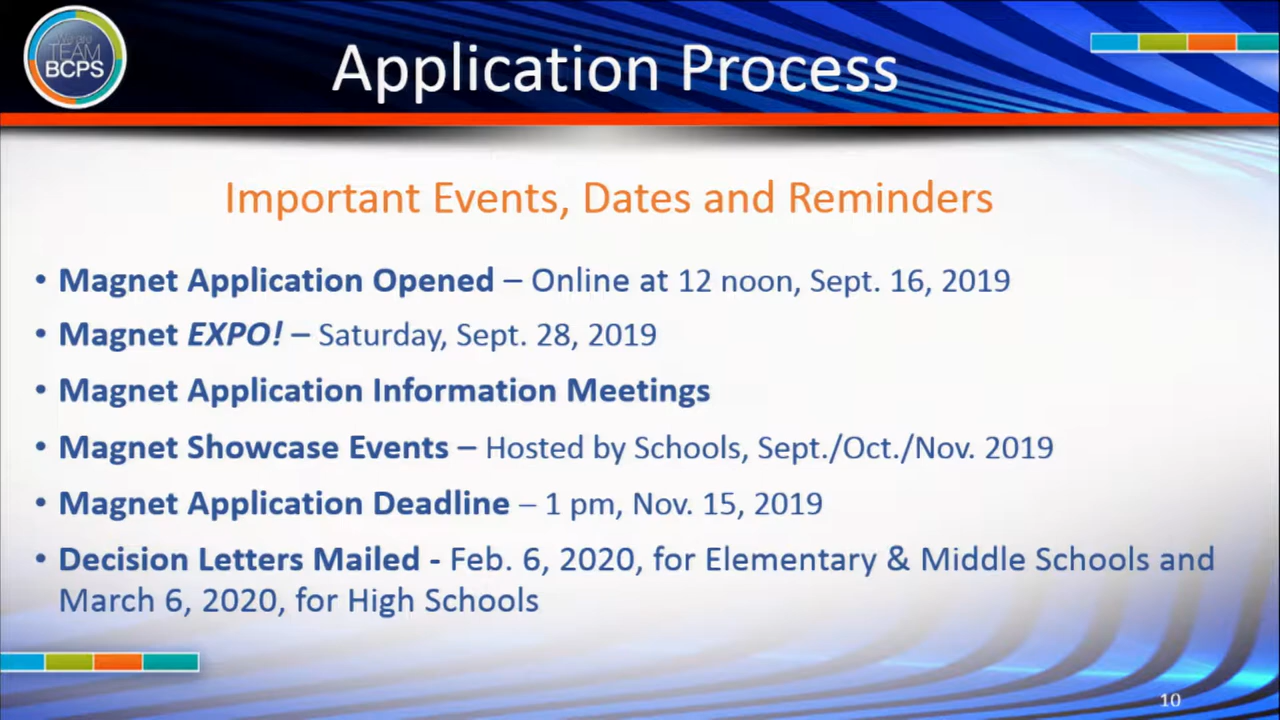 We are
TEAM
BCPS
Application Process
Important Events, Dates and Reminders
• Magnet Application Opened – Online at 12 noon, Sept. 16, 2019
• Magnet EXPO! – Saturday, Sept. 28, 2019
• Magnet Application Information Meetings
• Magnet Showcase Events – Hosted by Schools, Sept./Oct./Nov. 2019
• Magnet Application Deadline – 1 pm, Nov. 15, 2019
• Decision Letters Mailed - Feb. 6, 2020, for Elementary & Middle Schools and
March 6, 2020, for High Schools
10